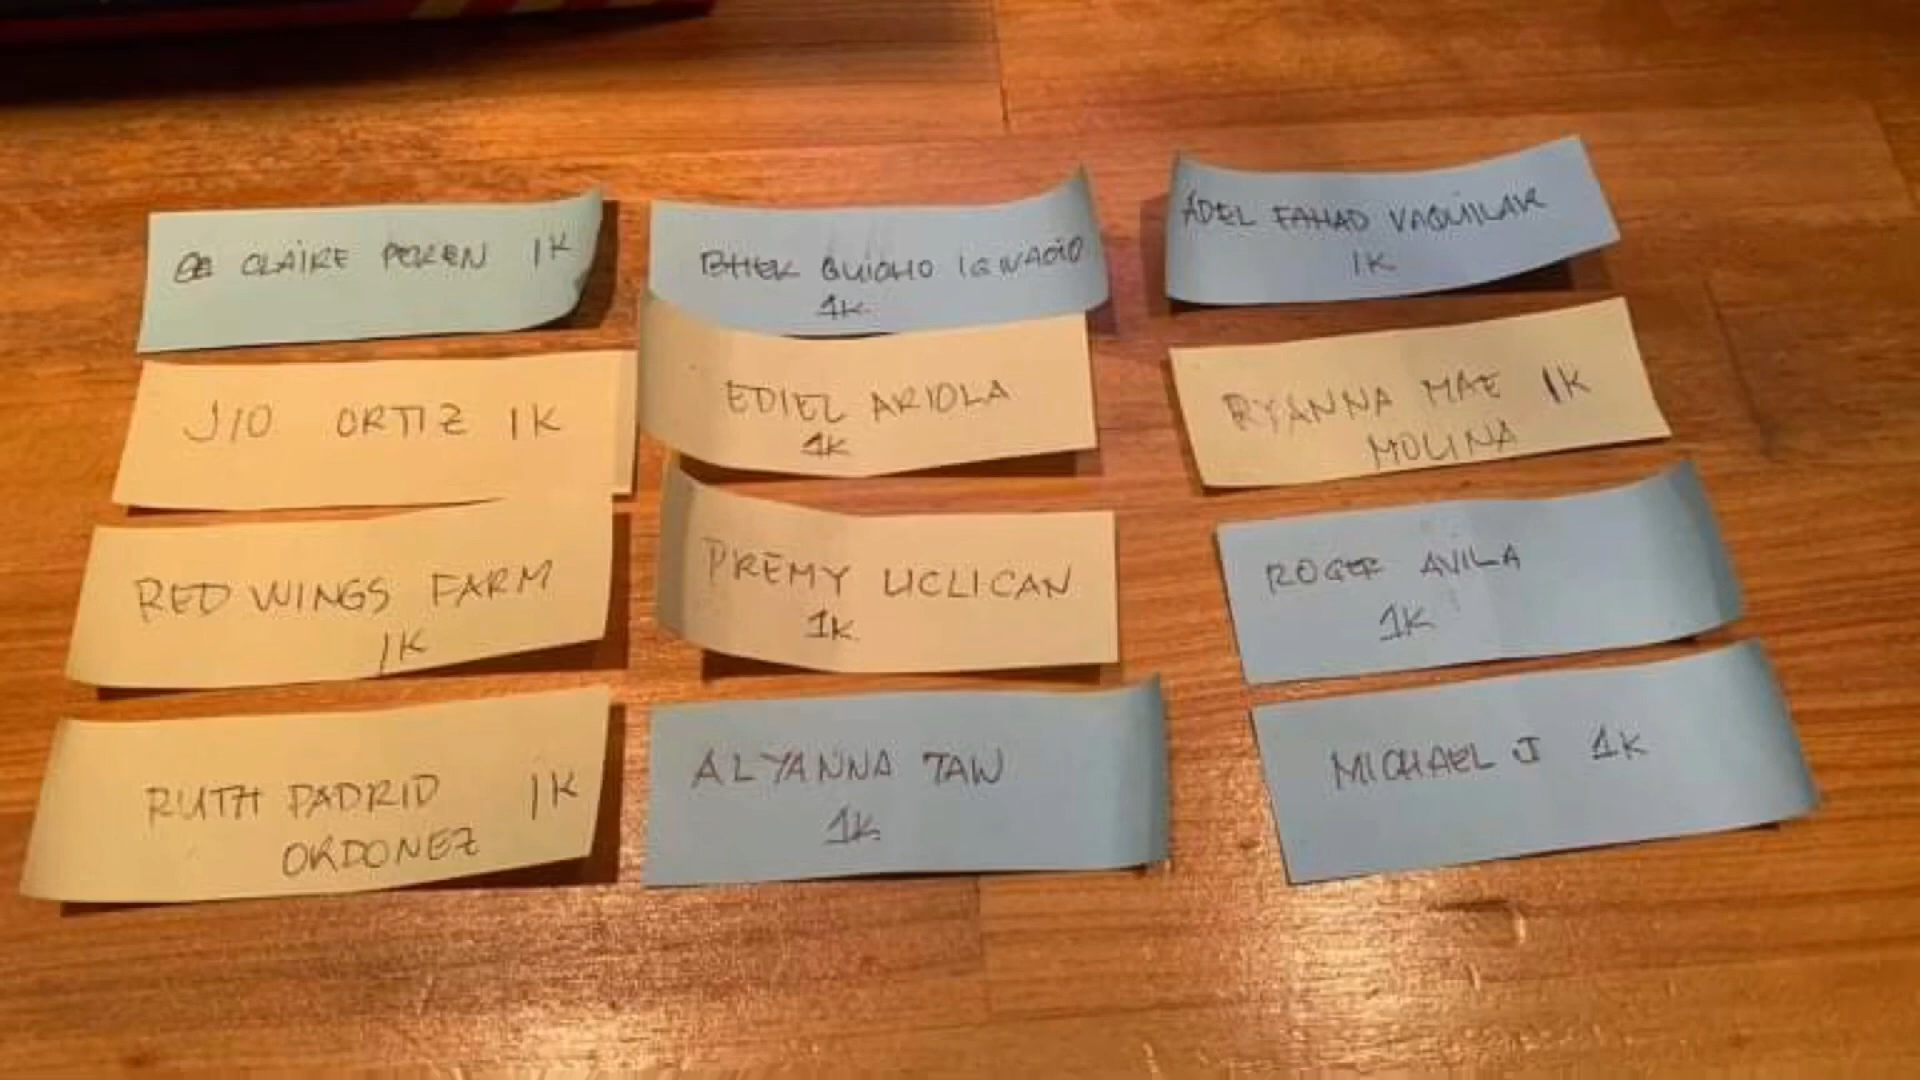 CLAIRE PEREN 1K
BHEK QUIOHO IGNACIO
1K
ADEL FAHAD VAQUILAR
1K
JIO ORTIZ 1K
EDIEL ARIOLA
1K
RYANNA MAE 1K
MOLINA
RED WINGS FARM
1K
PREMY UCLICAN
1K
ROGER AVILA
1K
RUTH PADRID 1K
ORDONEZ
ALYANNA TAW
1K
MICHAEL J 1K